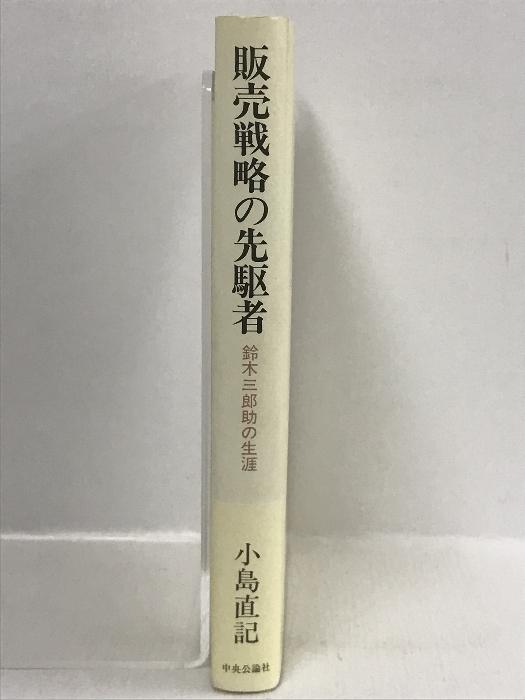 販売戦略の先駆者
鈴木三郎助の生涯
小島直記
中央公論社